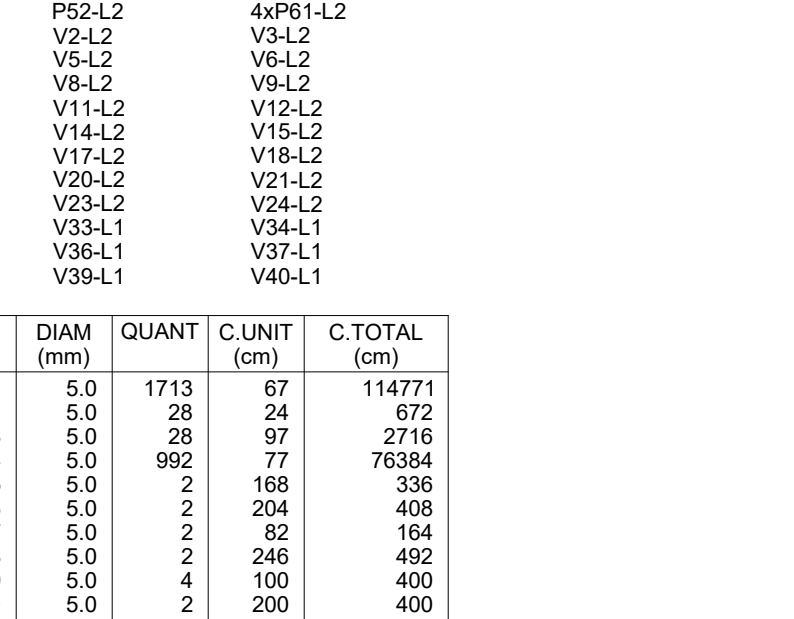 P52-L2 4xP61-L2
V2-L2 V3-L2
V5-L2 V6-L2
V8-L2 V9-L2
V11-L2 V12-L2
V14-L2 V15-L2
V17-L2 V18-L2
V20-L2 V21-L2
V23-L2 V24-L2
V33-L1 V34-L1
V36-L1 V37-L1
V39-L1 V40-L1
DIAM QUANT C.UNIT C.TOTAL
(mm) (cm) (cm)
5.0 1713 67 114771
5.0 28 24 672
5.0 28 97 2716
5.0 992 77 76384
5.0 2 168 336
5.0 2 204 408
5.0 2 82 164
5.0 2 246 492
5.0 4 100 400
5.0 2 200 400